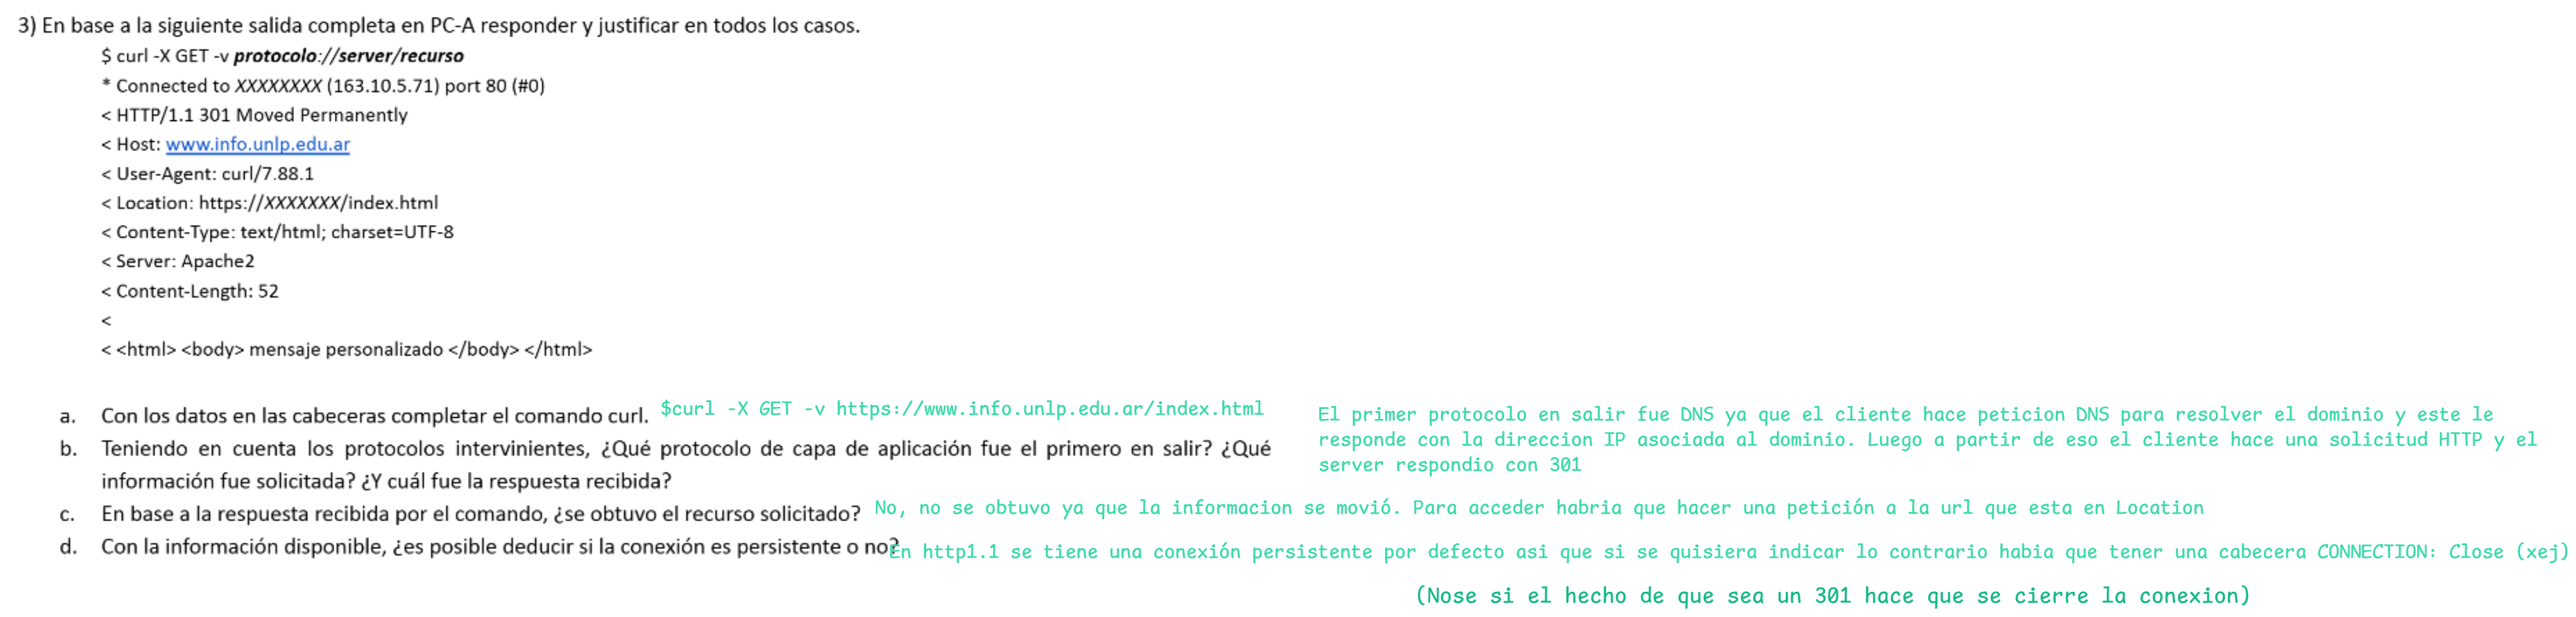 3) En base a la siguiente salida completa en PC-A responder y justificar en todos los casos.
$ curl -X GET -v protocolo://server/recurso
* Connected to XXXXXXXX (163.10.5.71) port 80 (#0)
< HTTP/1.1 301 Moved Permanently
< Host: www.info.unlp.edu.ar
< User-Agent: curl/7.88.1
< Location: https://XXXXXXX/index.html
< Content-Type: text/html; charset=UTF-8
< Server: Apache2
< Content-Length: 52
<
< <html> <body> mensaje personalizado </body> </html>
a. Con los datos en las cabeceras completar el comando curl. $curl -X GET -v https://www.info.unlp.edu.ar/index.html
b. Teniendo en cuenta los protocolos intervinientes, ¿Qué protocolo de capa de aplicación fue el primero en salir? ¿Qué
información fue solicitada? ¿Y cuál fue la respuesta recibida?
El primer protocolo en salir fue DNS ya que el cliente hace peticion DNS para resolver el dominio y este le
responde con la direccion IP asociada al dominio. Luego a partir de eso el cliente hace una solicitud HTTP y el
server respondio con 301
c. En base a la respuesta recibida por el comando, ¿se obtuvo el recurso solicitado? No, no se obtuvo ya que la informacion se movió. Para acceder habria que hacer una petición a la url que esta en Location
d. Con la información disponible, ¿es posible deducir si la conexión es persistente o no? En http1.1 se tiene una conexión persistente por defecto asi que si se quisiera indicar lo contrario habia que tener una cabecera CONNECTION: Close (xej)
(Nose si el hecho de que sea un 301 hace que se cierre la conexion)